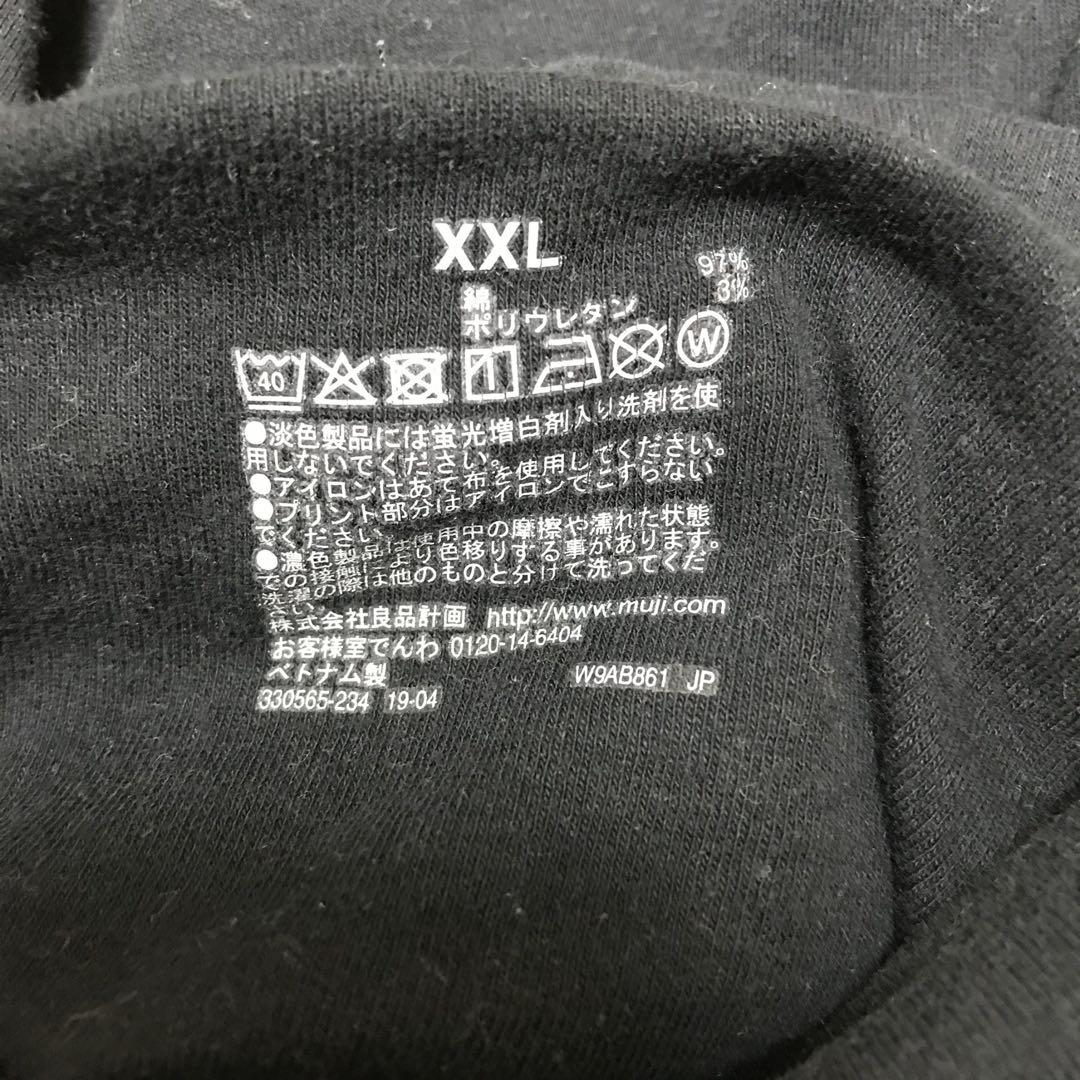 XXL
綿 97%
ポリウレタン 3%
40
W
●淡色製品には蛍光増白剤入り洗剤を使
用しないでください。
●アイロンはあて布を使用してください。
●プリント部分はアイロンでこすらない
でください。
●濃色製品は使用中の摩擦や濡れた状態
での接触により色移りする事があります。
洗濯の際は他のものと分けて洗ってくだ
さい。
株式会社良品計画 http://www.muji.com
お客様室でんわ 0120-14-6404
ベトナム製
W9AB861 JP
330565-234 19-04